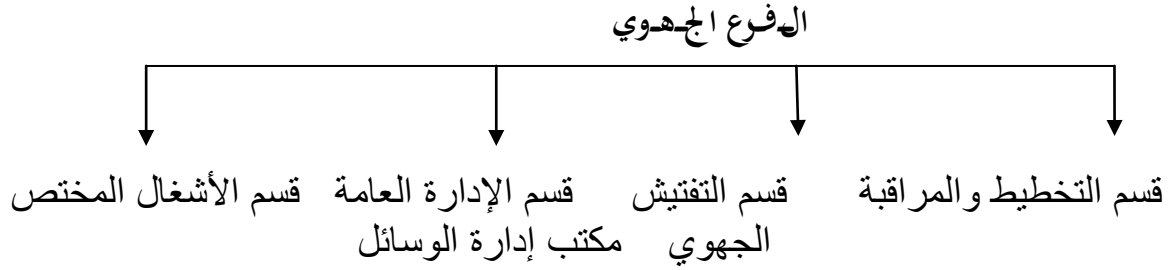 الفرع الجهوي
قسم التخطيط والمراقبة قسم التفتيش قسم الإدارة العامة قسم الأشغال المختص
الجهوي مكتب إدارة الوسائل